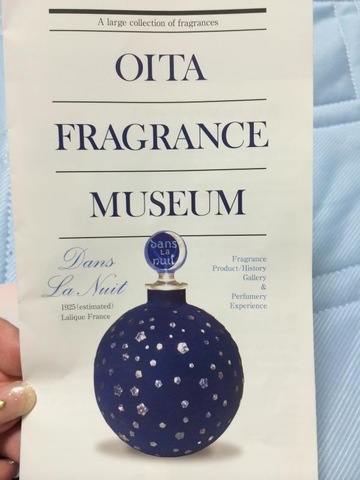 A large collection of fragrances
OITA
FRAGRANCE
MUSEUM
dans
LA
nuit
Dans
La Nuit
1925(estimated)
Lalique France
Fragrance
Product/History
Gallery
&
Perfumery
Experience